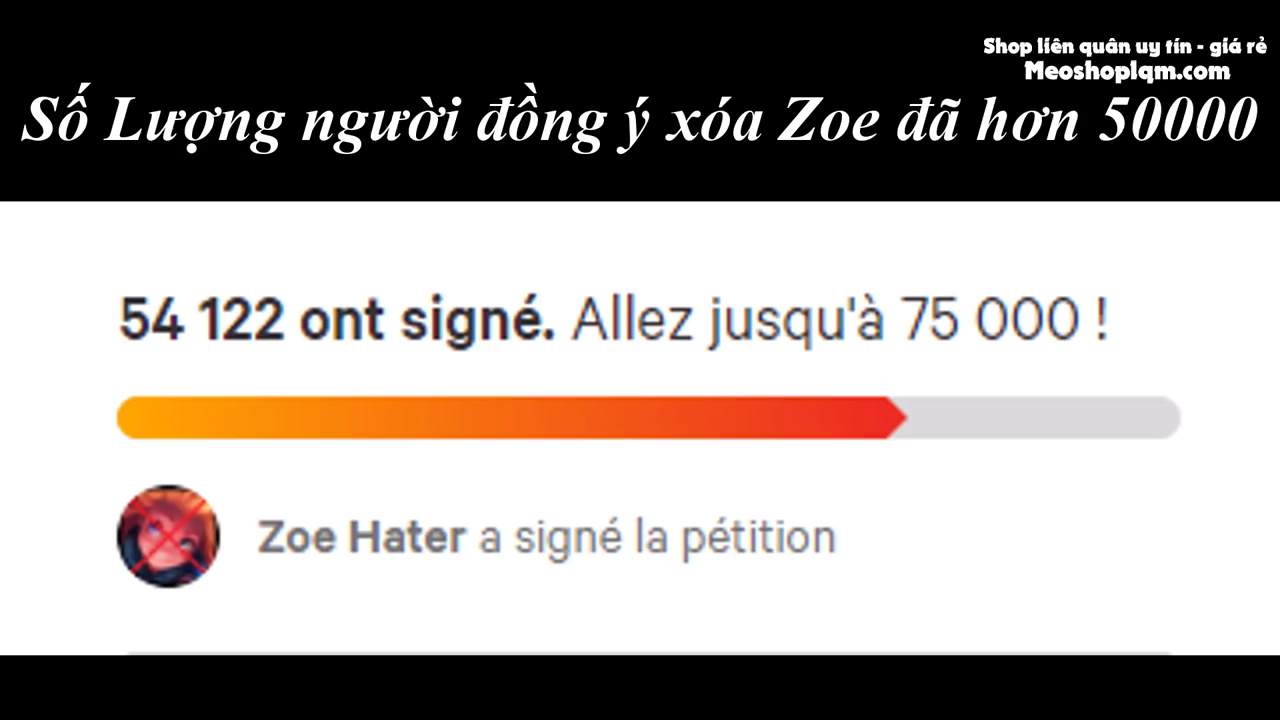 Shop liên quân uy tín - giá rẻ
Meoshoplqm.com
Số Lượng người đồng ý xóa Zoe đã hơn 50000
54 122 ont signé. Allez jusqu'à 75 000 !
Zoe Hater a signé la pétition